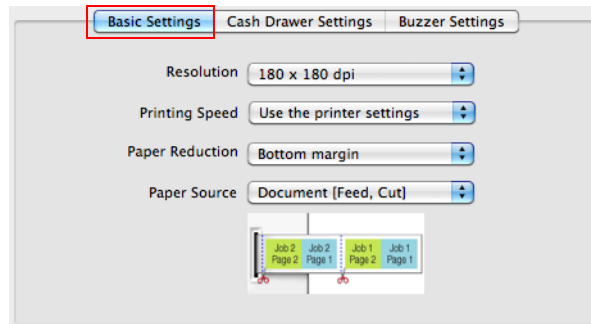 Basic Settings Cash Drawer Settings Buzzer Settings
Resolution 180 x 180 dpi
Printing Speed Use the printer settings
Paper Reduction Bottom margin
Paper Source Document [Feed, Cut]
Job 2 Job 2 Job 1 Job 1
Page 2 Page 1 Page 2 Page 1